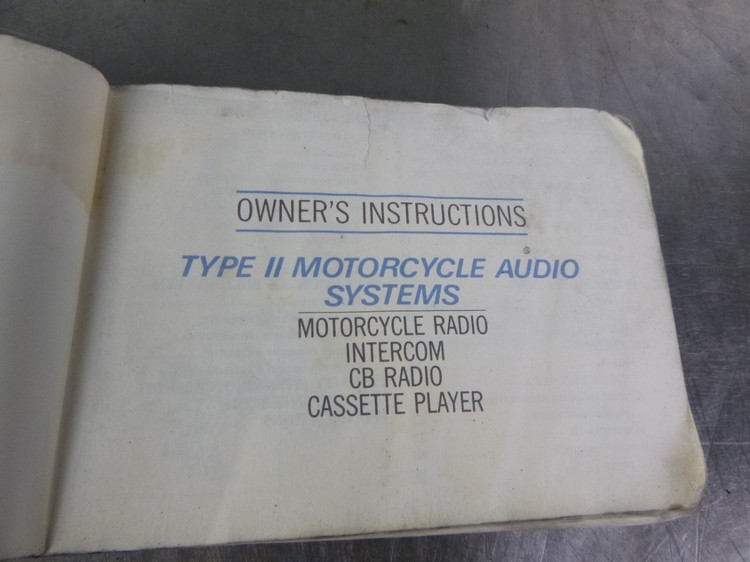 OWNER'S INSTRUCTIONS
TYPE II MOTORCYCLE AUDIO
SYSTEMS
MOTORCYCLE RADIO
INTERCOM
CB RADIO
CASSETTE PLAYER